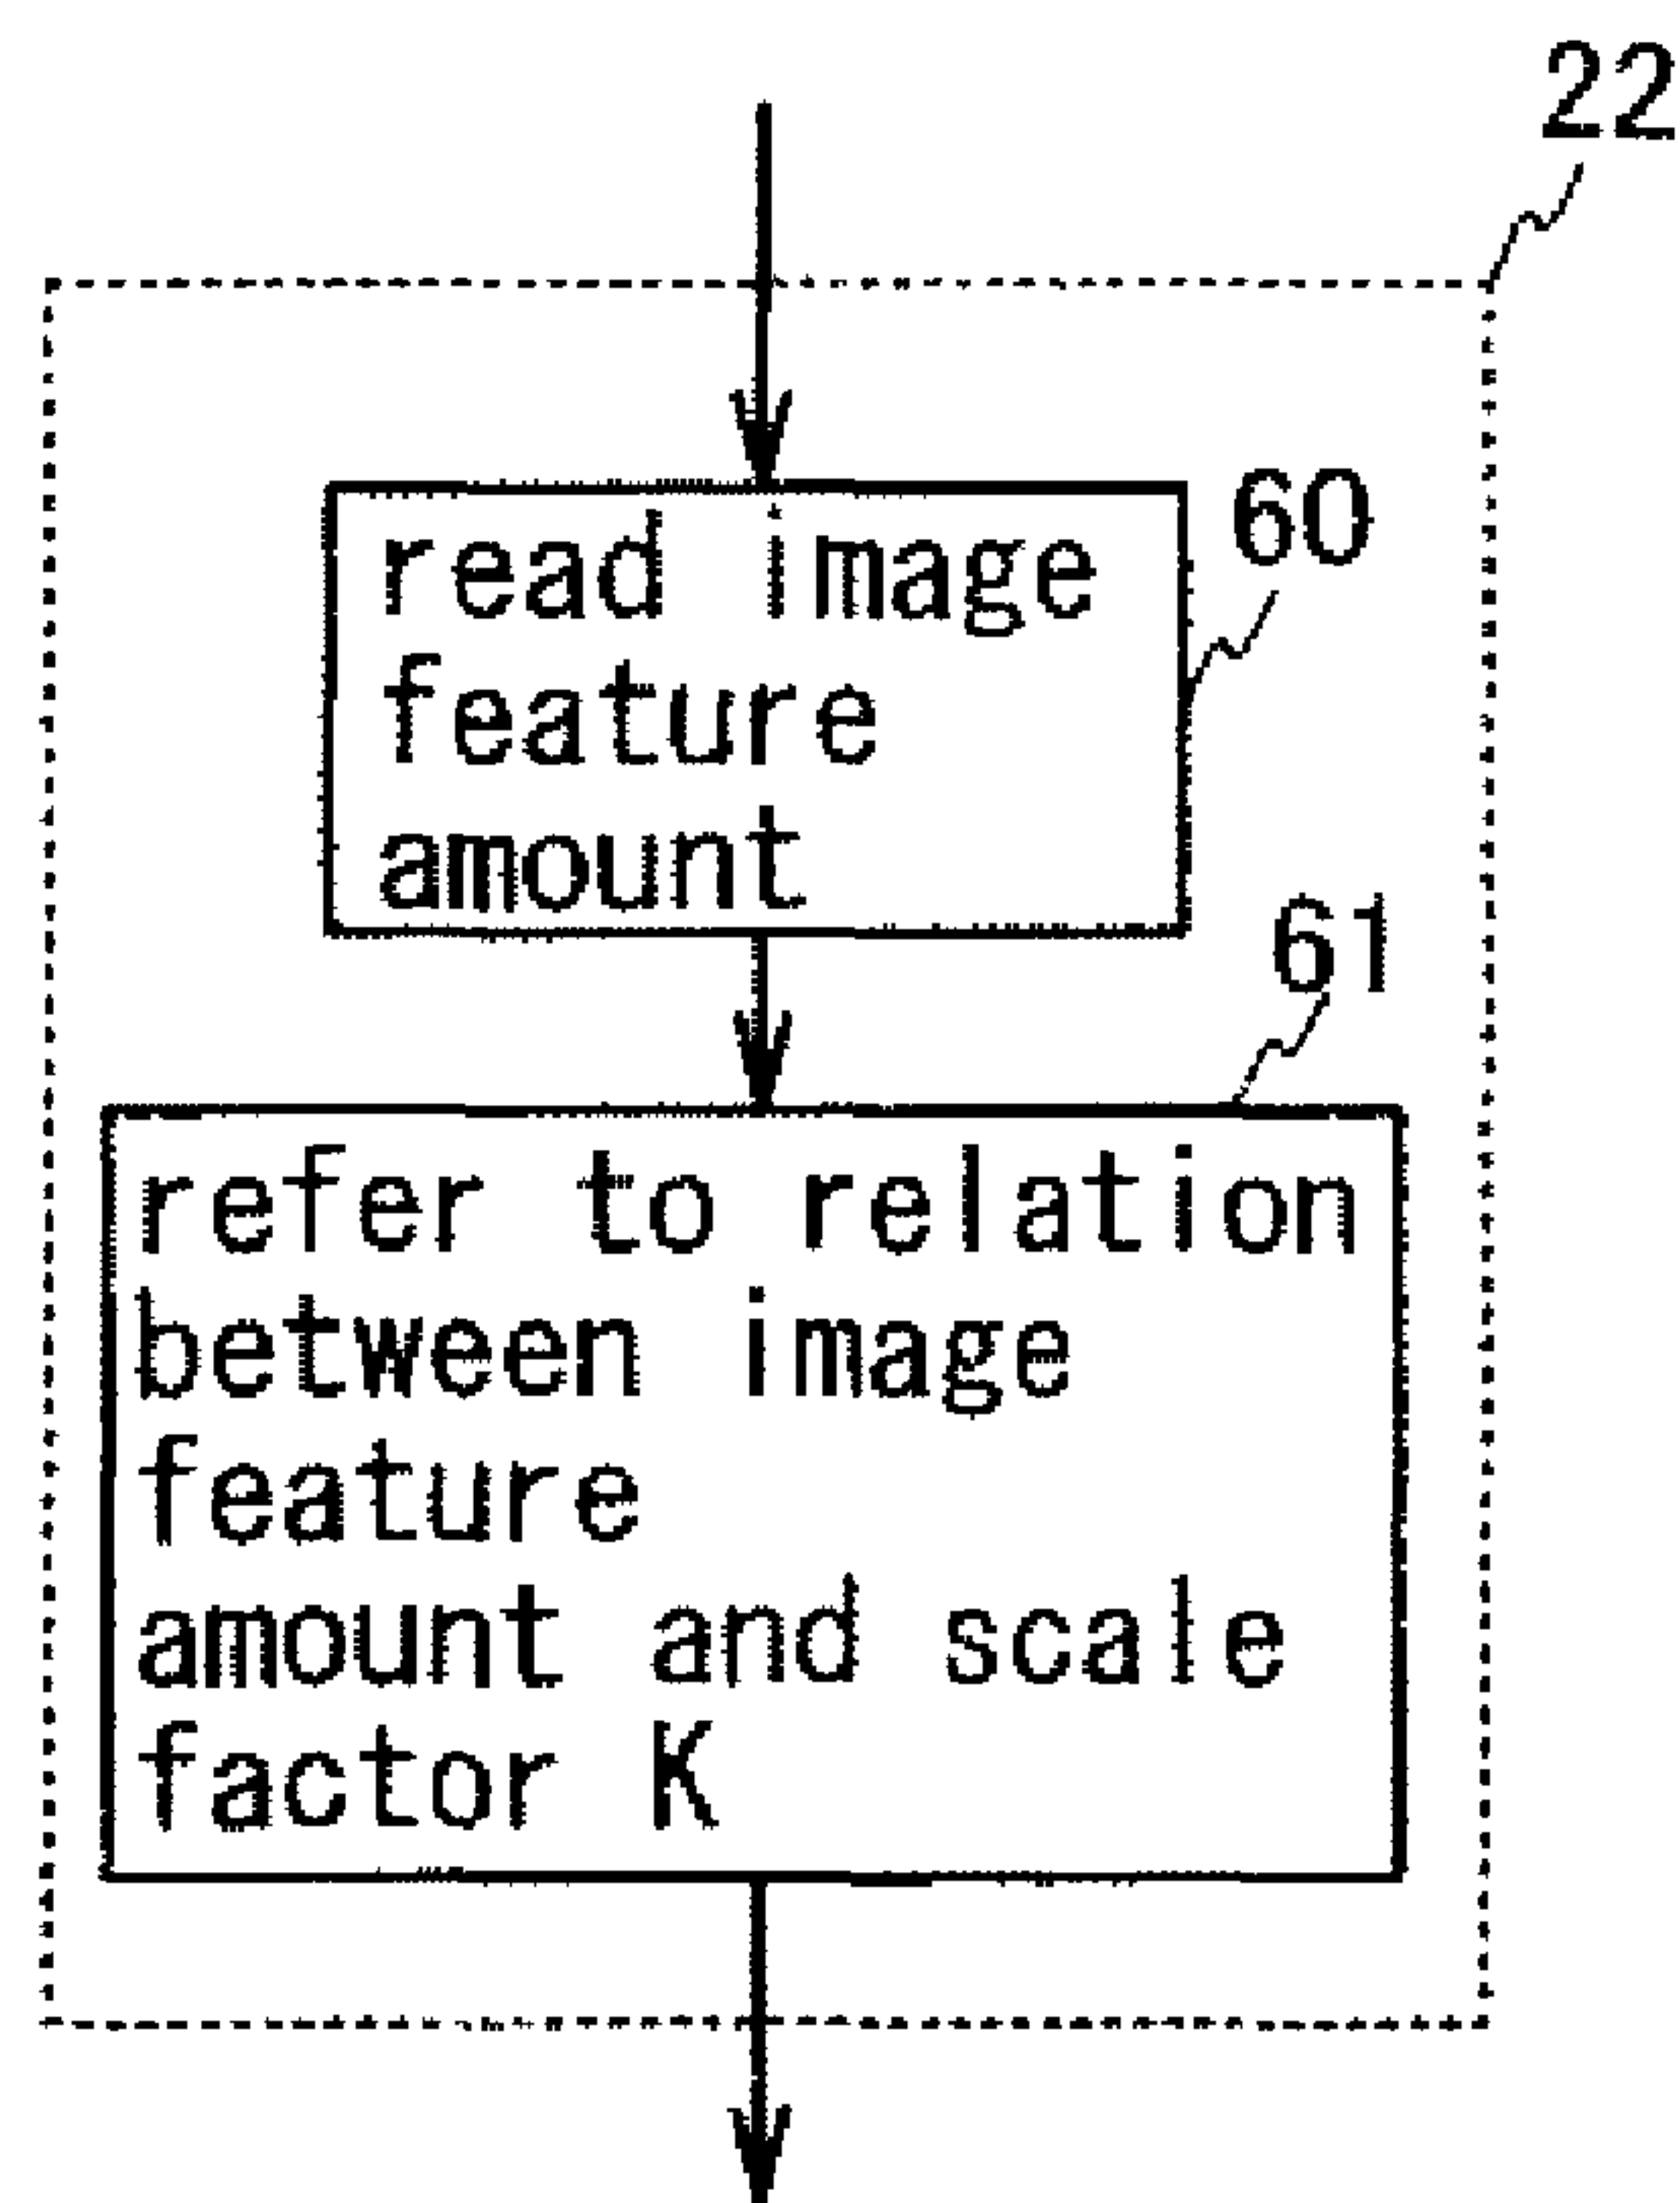 22
read image
feature
amount
60
61
refer to relation
between image
feature
amount and scale
factor K